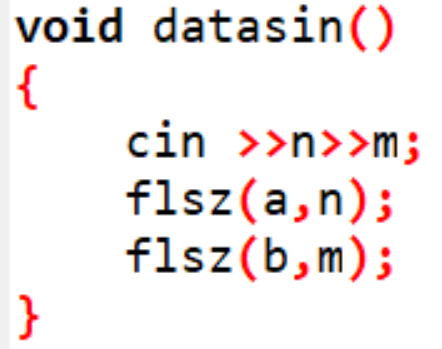 void datasin()
{
    cin >>n>>m;
    flsz(a,n);
    flsz(b,m);
}